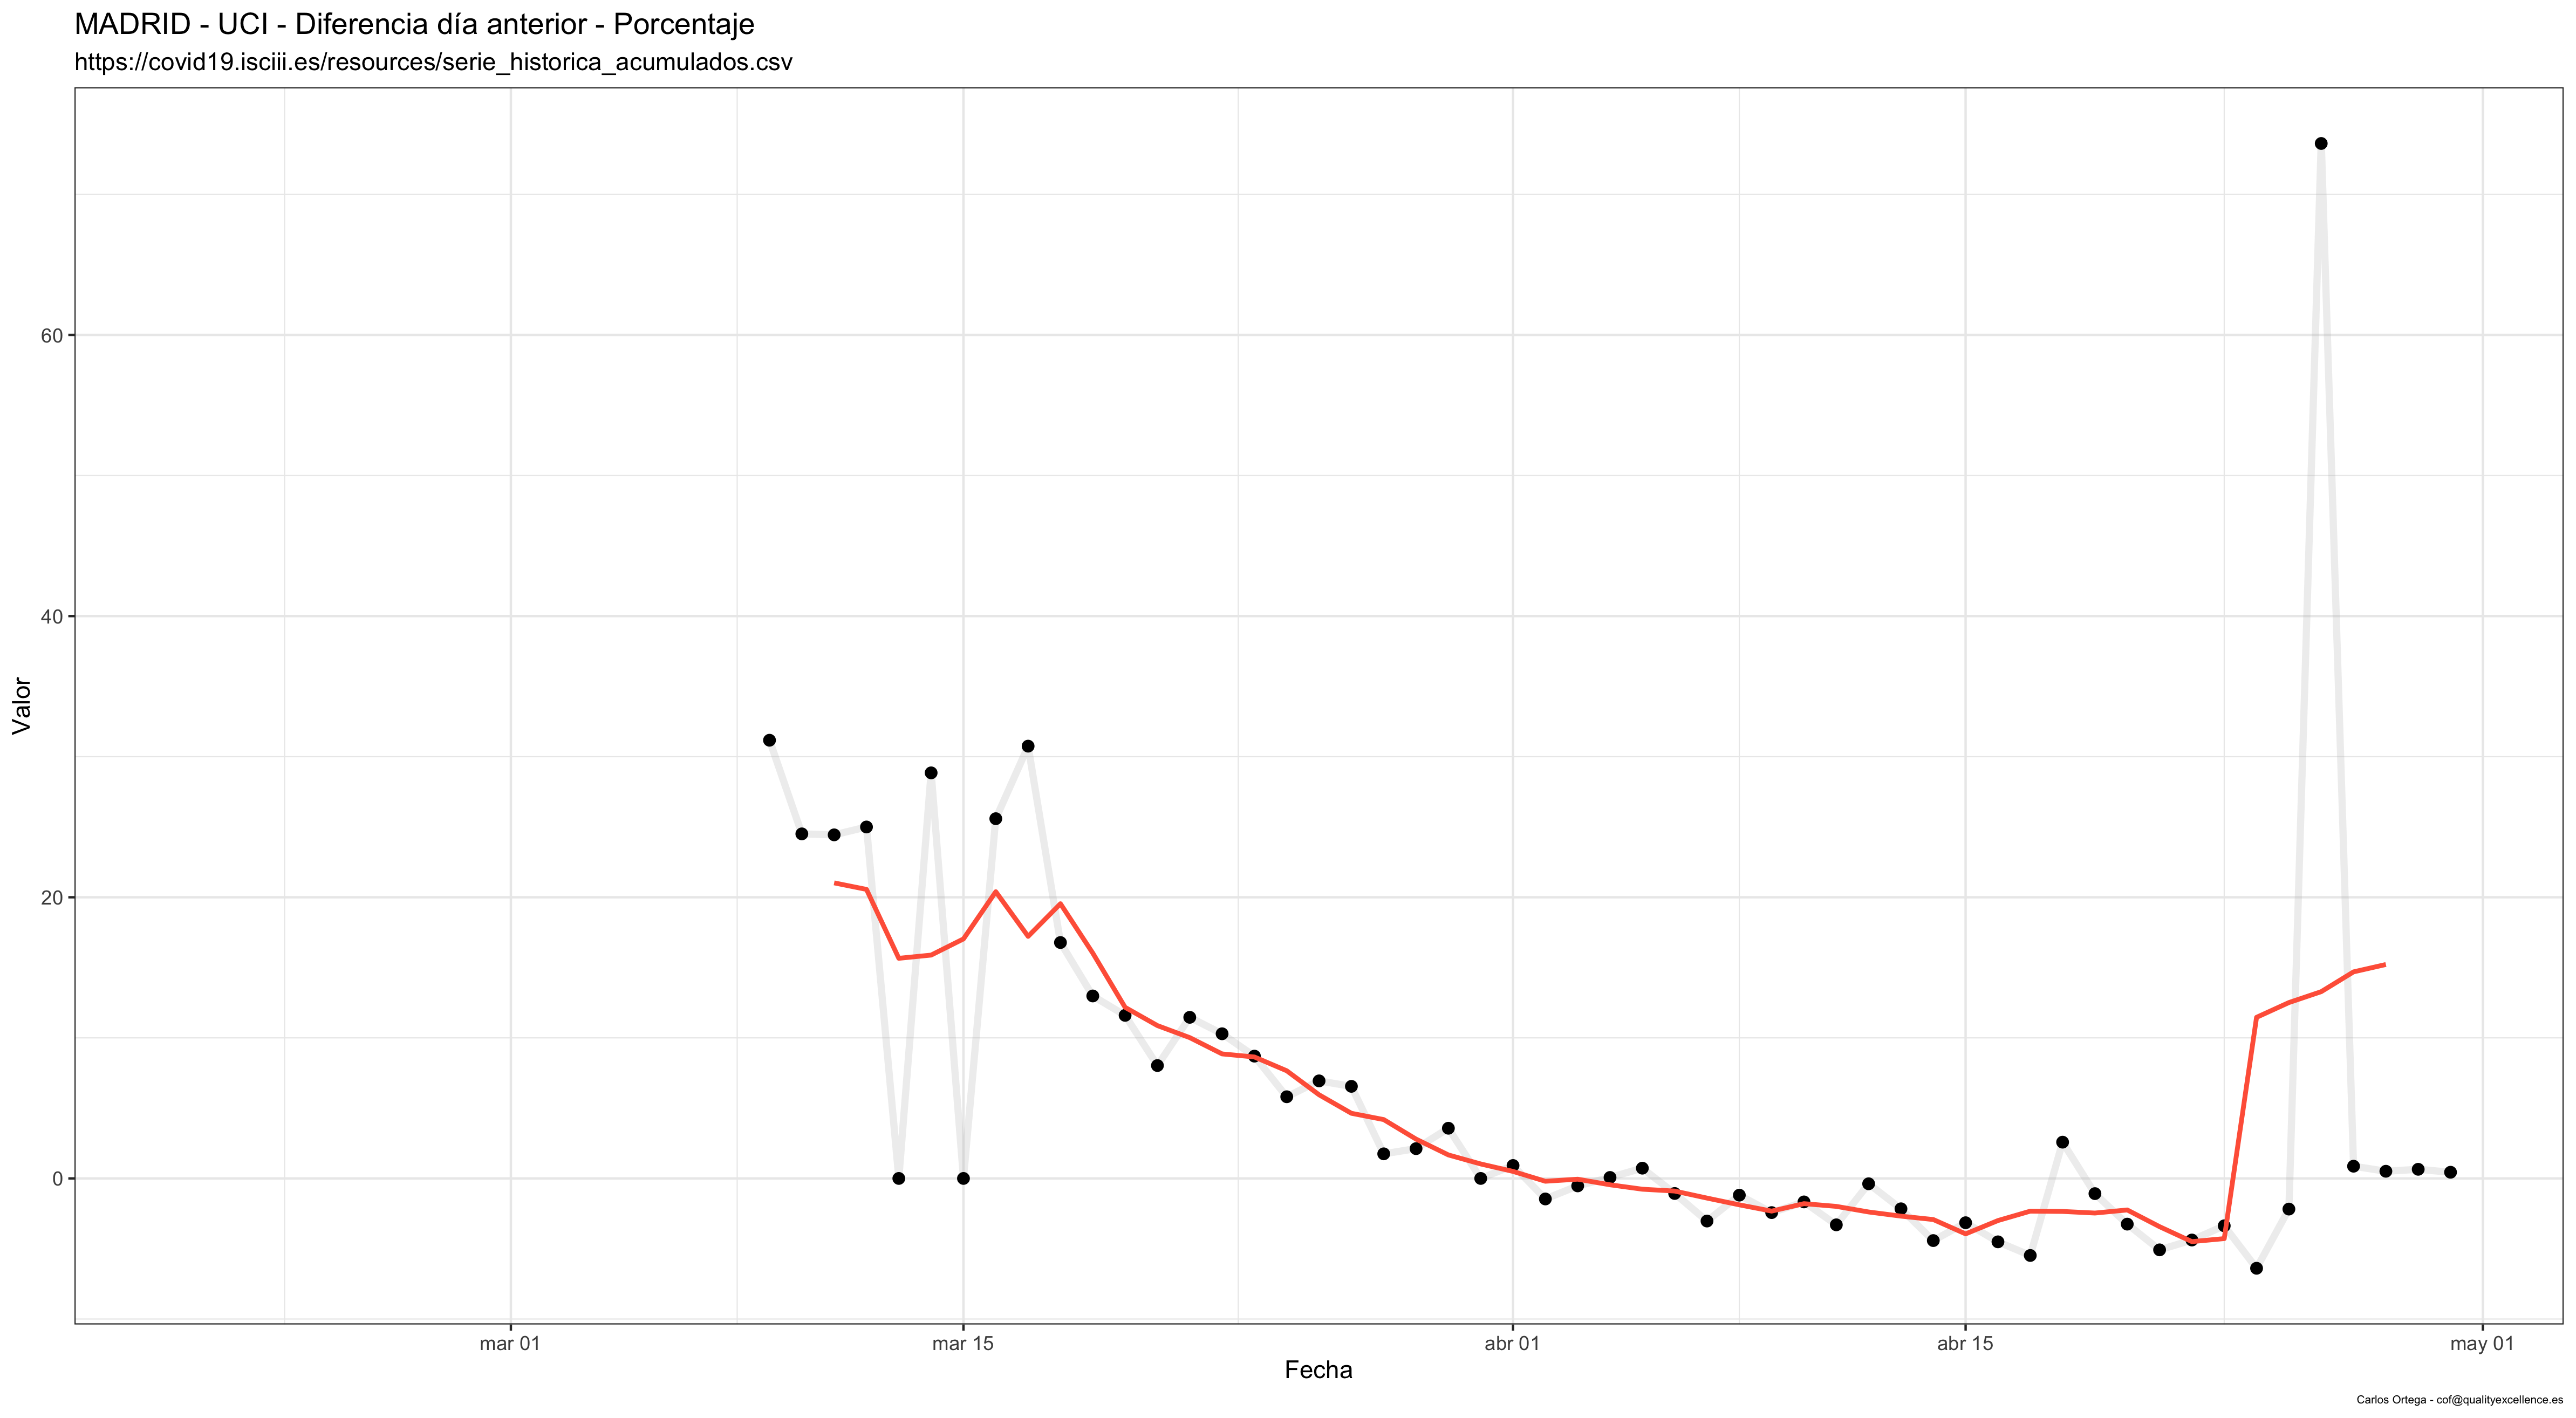 MADRID - UCI - Diferencia día anterior - Porcentaje
https://covid19.isciii.es/resources/serie_historica_acumulados.csv
Valor
60
40
20
0
mar 01
mar 15
abr 01
abr 15
may 01
Fecha
Carlos Ortega - cof@qualityexcellence.es